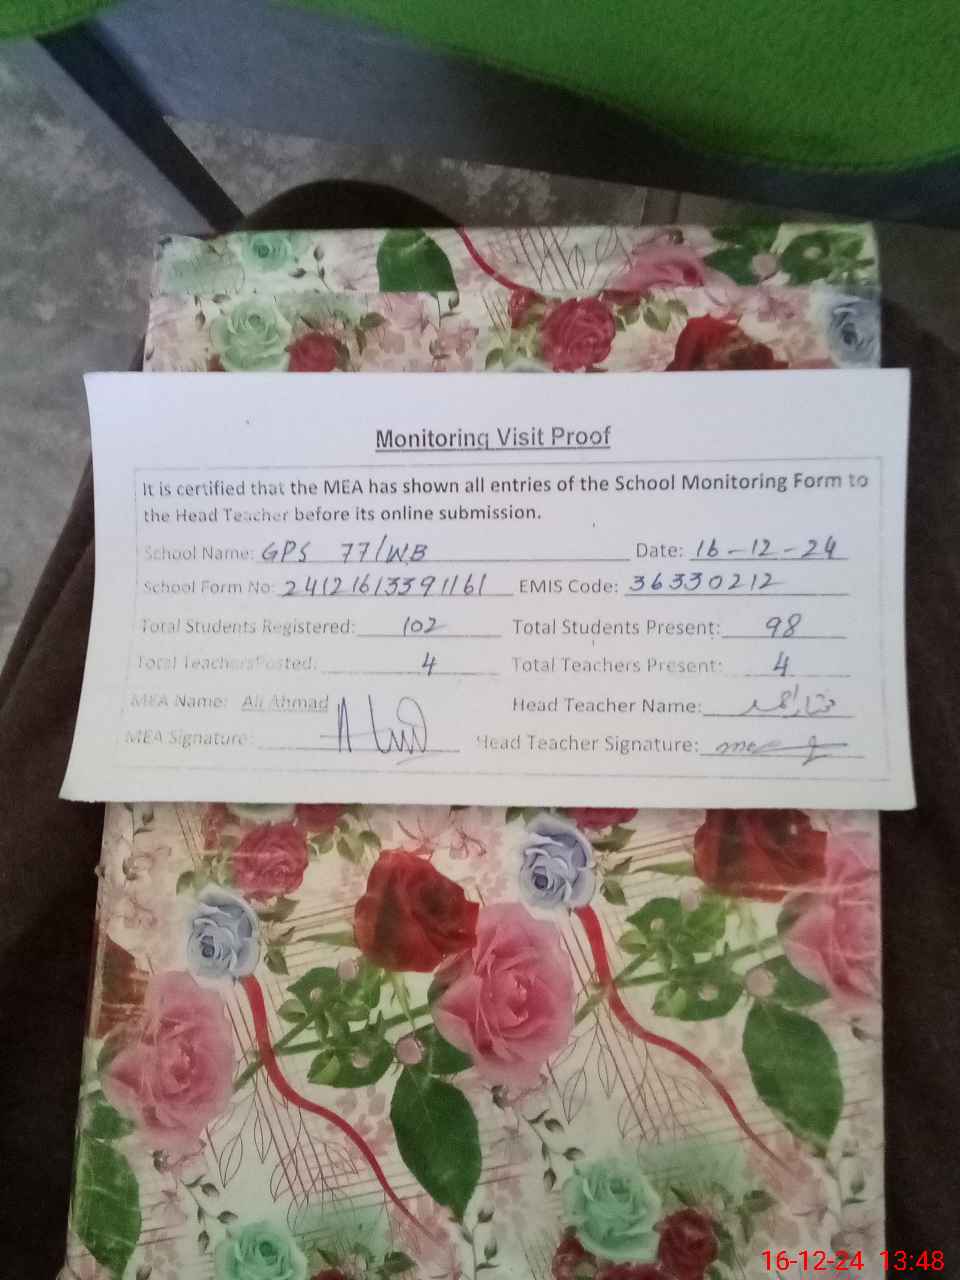 Monitoring Visit Proof
It is certified that the MEA has shown all entries of the School Monitoring Form to
the Head Teacher before its online submission.
School Name: GPS 77/WB Date: 16-12-24
School Form No: 24121613391161 EMIS Code: 36330212
Total Students Registered: 102 Total Students Present: 98
Total Teachers Posted: 4 Total Teachers Present: 4
MEA Name: Ali Ahmad Head Teacher Name:
MEA Signature: Head Teacher Signature:
16-12-24 13:48